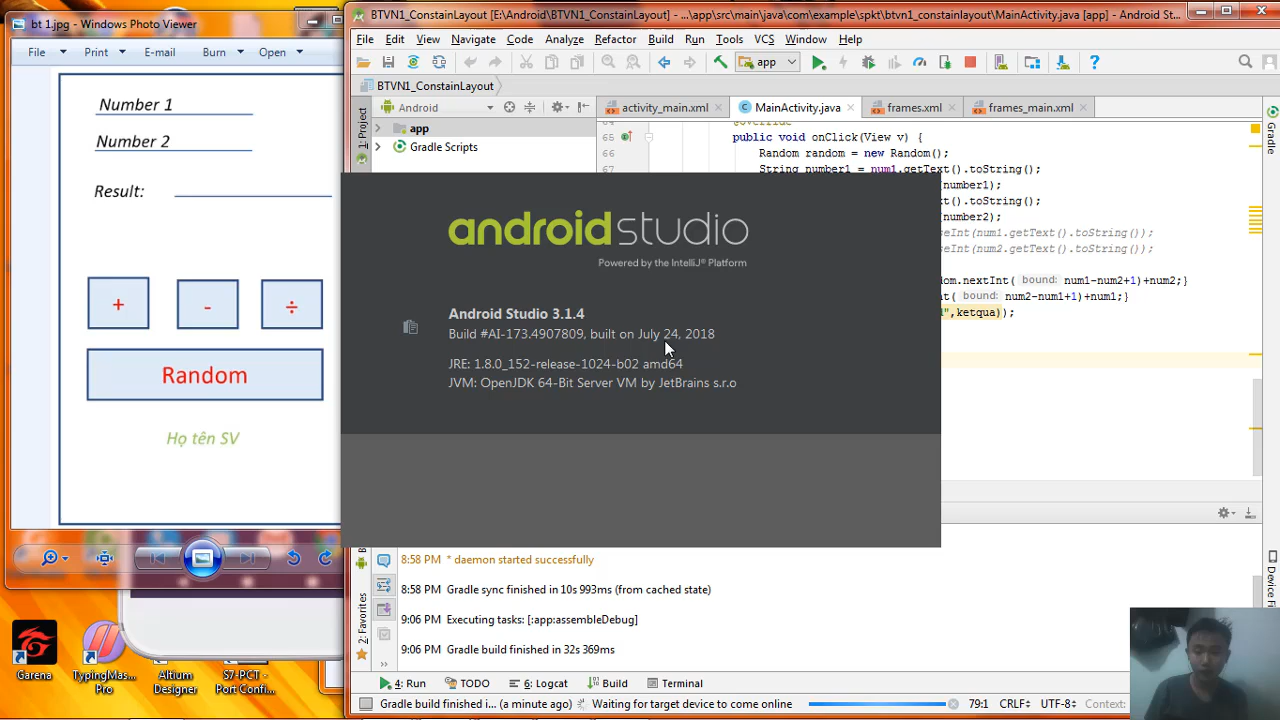 bt 1.jpg - Windows Photo Viewer
File Print E-mail Burn Open
Number 1
Number 2
Result:
+ - ÷
Random
Họ tên SV
Garena
TypingMas...
Pro
Altium
Designer
S7-PCT -
Port Confi...
BTVN1_ConstainLayout [E:\Android\BTVN1_ConstainLayout] - ...\app\src\main\java\com\example\spkt\btvn1_constainlayout\MainActivity.java [app] - Android St...
File Edit View Navigate Code Analyze Refactor Build Run Tools VCS Window Help
app
BTVN1_ConstainLayout
Android
activity_main.xml MainActivity.java frames.xml frames_main.xml
1: Project
Gradle
app
Gradle Scripts
65 public void onClick(View v) {
66 Random random = new Random();
67 String number1 = num1.getText().toString();
(number1);
t().toString();
(number2);
seInt(num1.getText().toString());
seInt(num2.getText().toString());
dom.nextInt( bound: num1-num2+1)+num2;}
nt( bound: num2-num1+1)+num1;}
",ketqua);
androidstudio
Powered by the IntelliJ® Platform
Android Studio 3.1.4
Build #AI-173.4907809, built on July 24, 2018
JRE: 1.8.0_152-release-1024-b02 amd64
JVM: OpenJDK 64-Bit Server VM by JetBrains s.r.o
8:58 PM * daemon started successfully
8:58 PM Gradle sync finished in 10s 993ms (from cached state)
9:06 PM Executing tasks: [:app:assembleDebug]
9:06 PM Gradle build finished in 32s 369ms
2: Favorites
Device Fi
4: Run TODO 6: Logcat Build Terminal
Gradle build finished i... (a minute ago) Waiting for target device to come online 79:1 CRLF÷ UTF-8÷ Context: